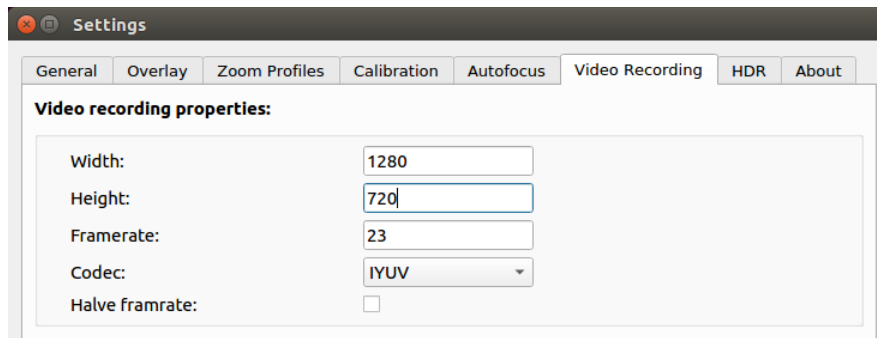 Settings
General Overlay Zoom Profiles Calibration Autofocus Video Recording HDR About
Video recording properties:
Width: 1280
Height: 720
Framerate: 23
Codec: IYUV
Halve framrate: